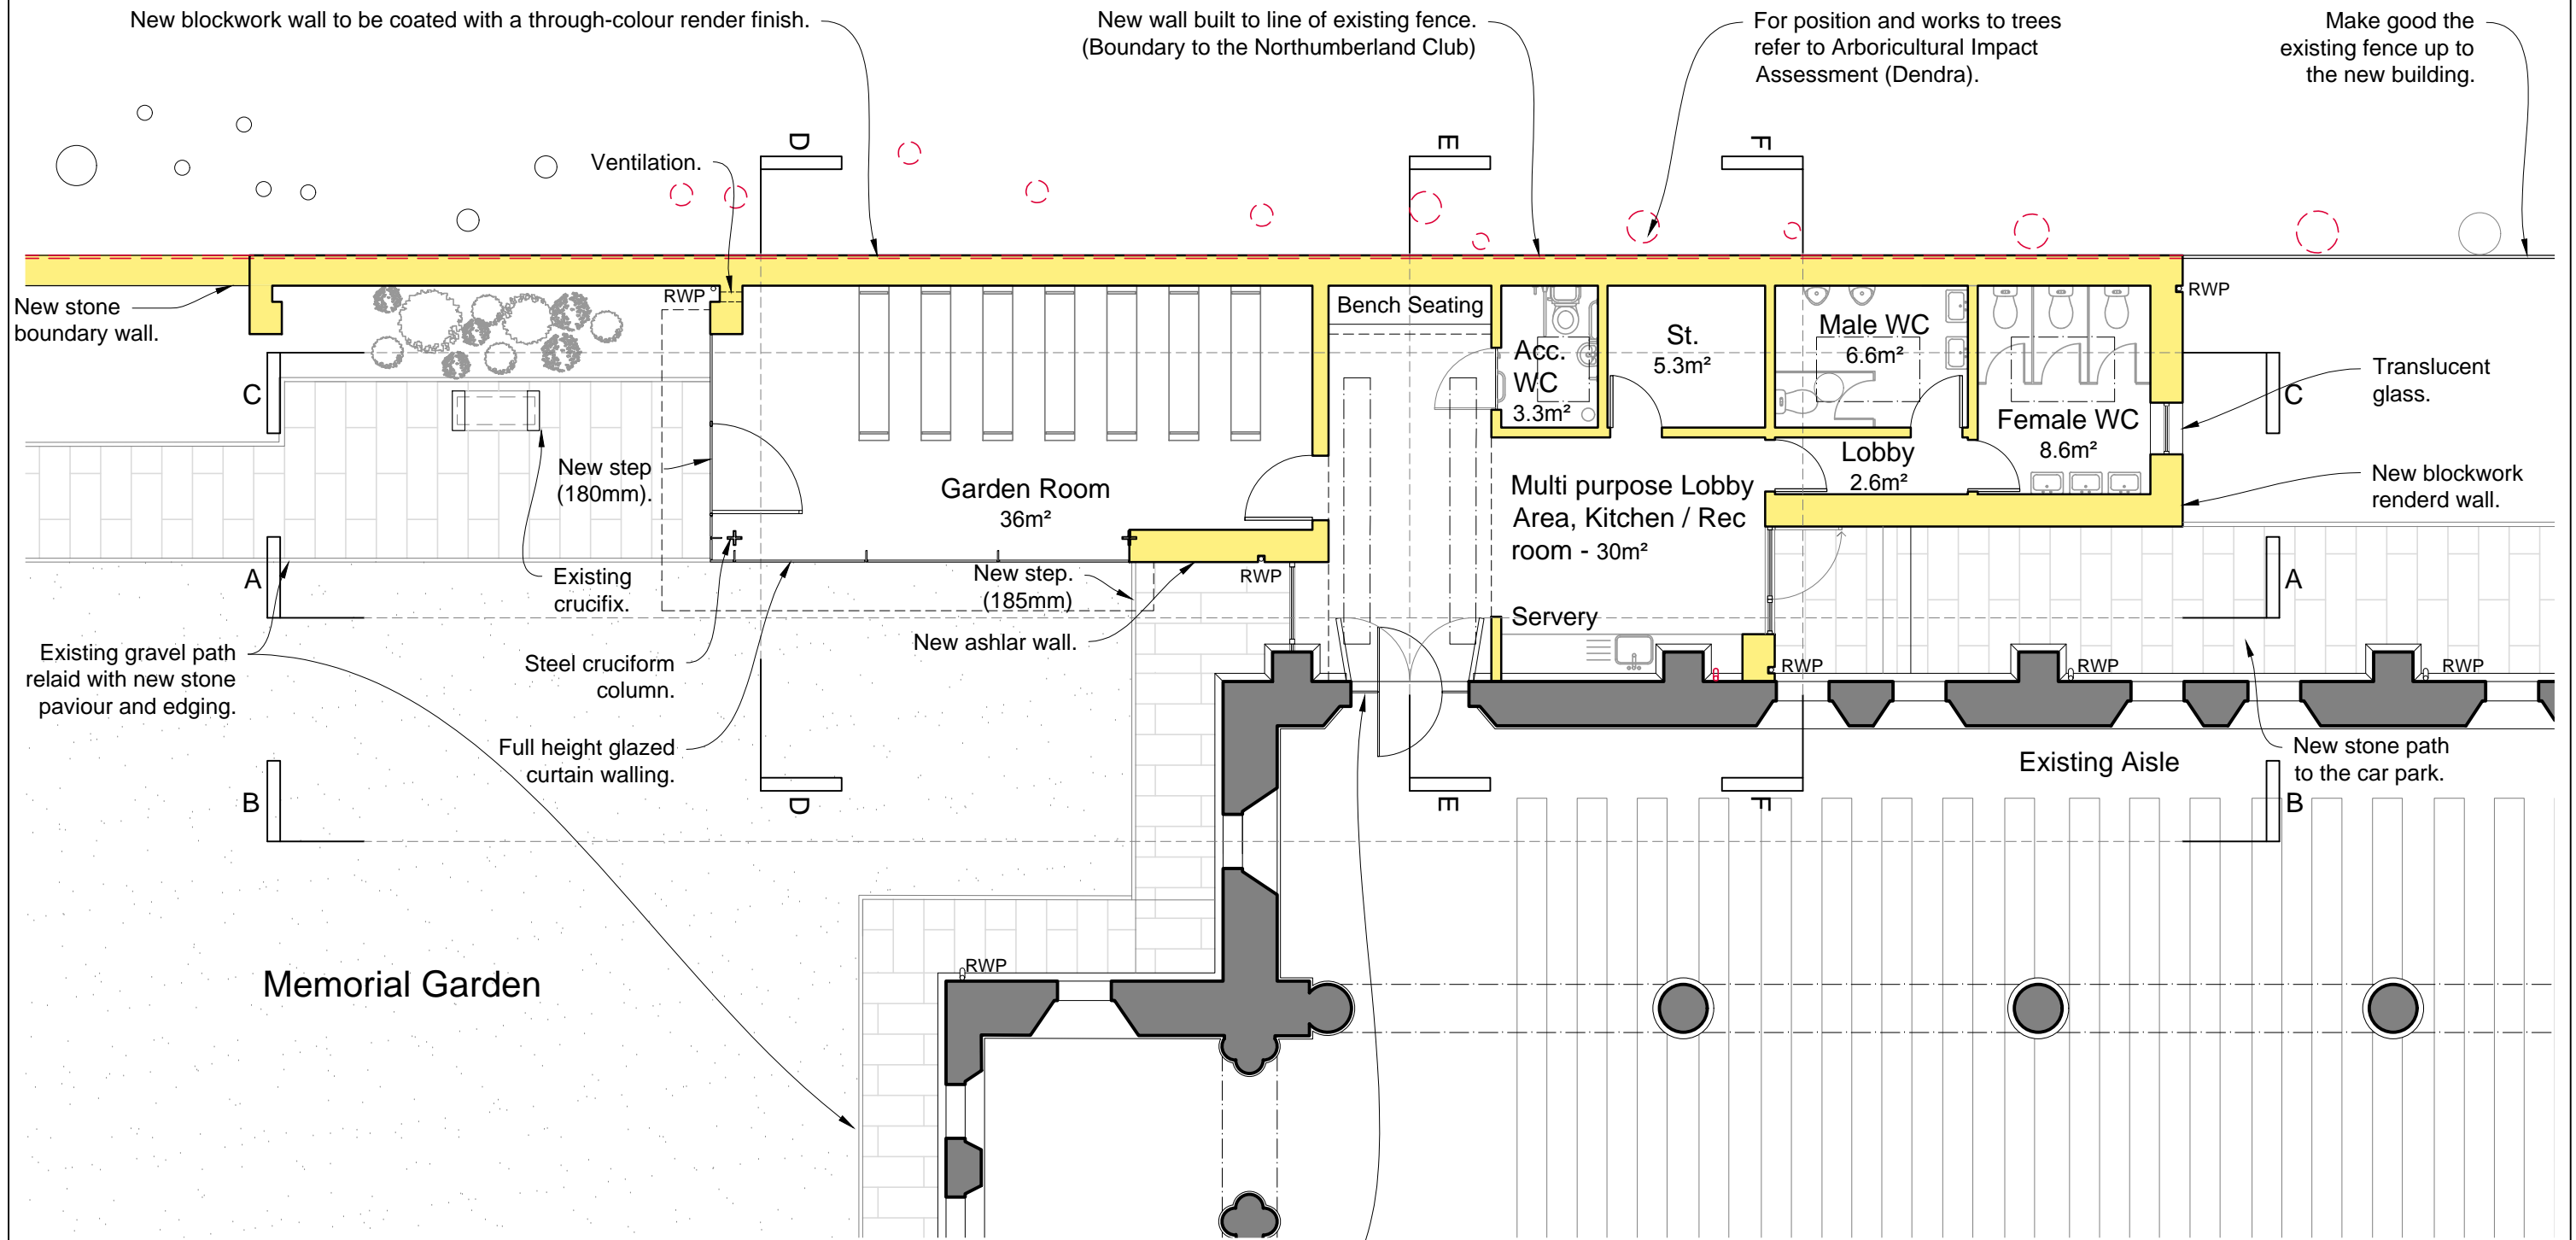 New blockwork wall to be coated with a through-colour render finish.
New wall built to line of existing fence.
(Boundary to the Northumberland Club)
For position and works to trees
refer to Arboricultural Impact
Assessment (Dendra).
Make good the
existing fence up to
the new building.
D
E
F
Ventilation.
New stone
boundary wall.
RWP
Bench Seating
Acc.
WC
3.3m²
St.
5.3m²
Male WC
6.6m²
Female WC
8.6m²
RWP
Translucent
glass.
C
C
New step
(180mm).
Garden Room
36m²
Multi purpose Lobby
Area, Kitchen / Rec
room - 30m²
Lobby
2.6m²
New blockwork
renderd wall.
A
Existing
crucifix.
New step.
(185mm)
RWP
A
Servery
New ashlar wall.
Existing gravel path
relaid with new stone
paviour and edging.
Steel cruciform
column.
RWP
RWP
RWP
Full height glazed
curtain walling.
Existing Aisle
New stone path
to the car park.
B
D
E
F
B
RWP
Memorial Garden